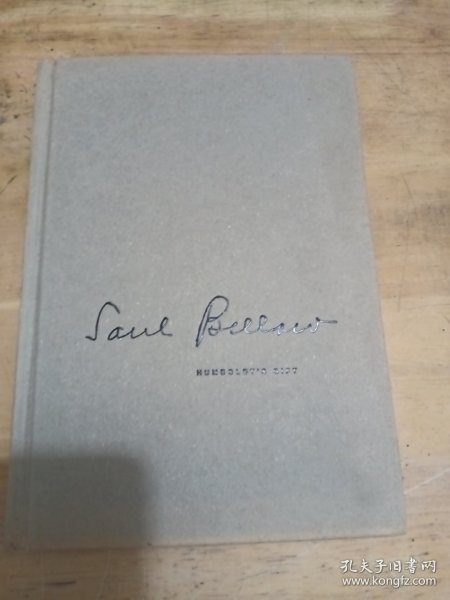 Saul Bellow
HUMBOLDT'S GIFT
孔夫子旧书网
www.kongfz.com